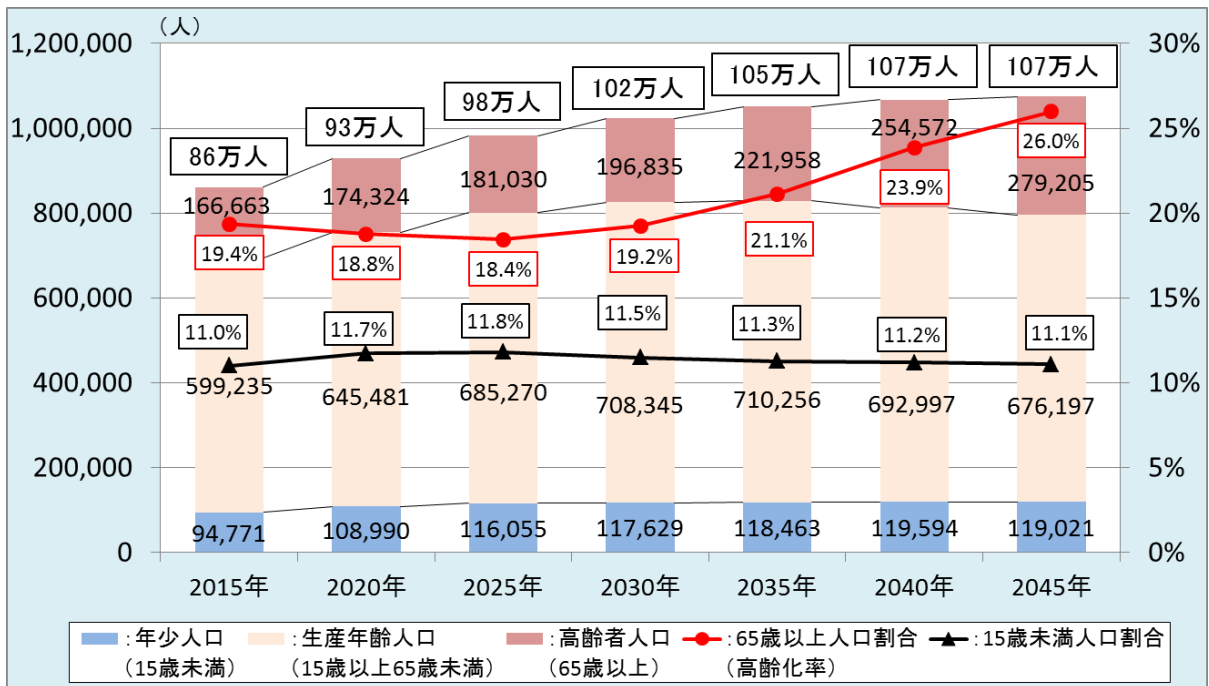 （人）
1,200,000
1,000,000
800,000
600,000
400,000
200,000
0
30%
25%
20%
15%
10%
5%
0%
86万人
93万人
98万人
102万人
105万人
107万人
107万人
166,663
174,324
181,030
196,835
221,958
254,572
279,205
19.4%
18.8%
18.4%
19.2%
21.1%
23.9%
26.0%
11.0%
11.7%
11.8%
11.5%
11.3%
11.2%
11.1%
599,235
645,481
685,270
708,345
710,256
692,997
676,197
94,771
108,990
116,055
117,629
118,463
119,594
119,021
2015年
2020年
2025年
2030年
2035年
2040年
2045年
：年少人口
（15歳未満）
：生産年齢人口
（15歳以上65歳未満）
：高齢者人口
（65歳以上）
：65歳以上人口割合
（高齢化率）
：15歳未満人口割合